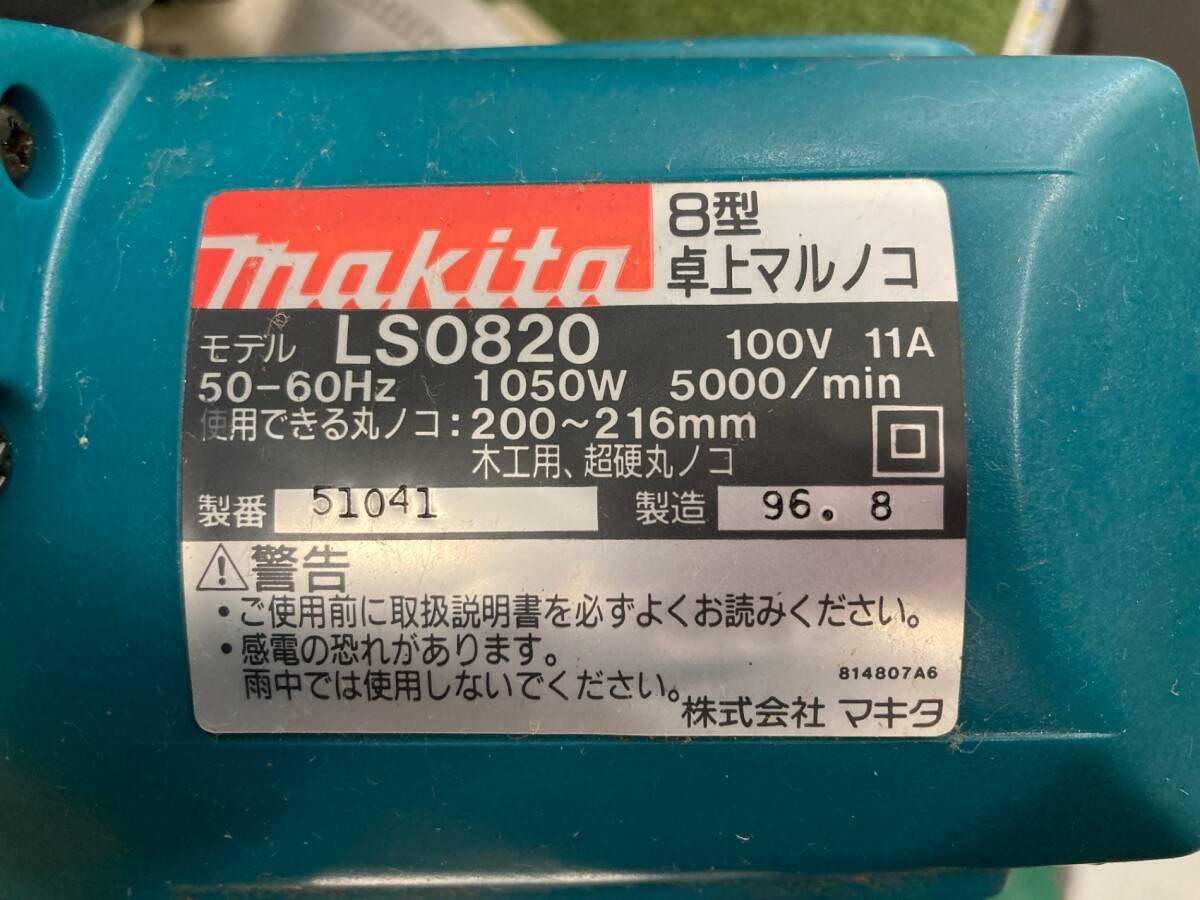 makita
8型
卓上マルノコ
モデル LS0820 100V 11A
50-60Hz 1050W 5000/min
使用できる丸ノコ:200～216mm
木工用、超硬丸ノコ
製番 51041 製造 96. 8
⚠警告
・ご使用前に取扱説明書を必ずよくお読みください。
・感電の恐れがあります。
雨中では使用しないでください。
814807A6
株式会社 マキタ